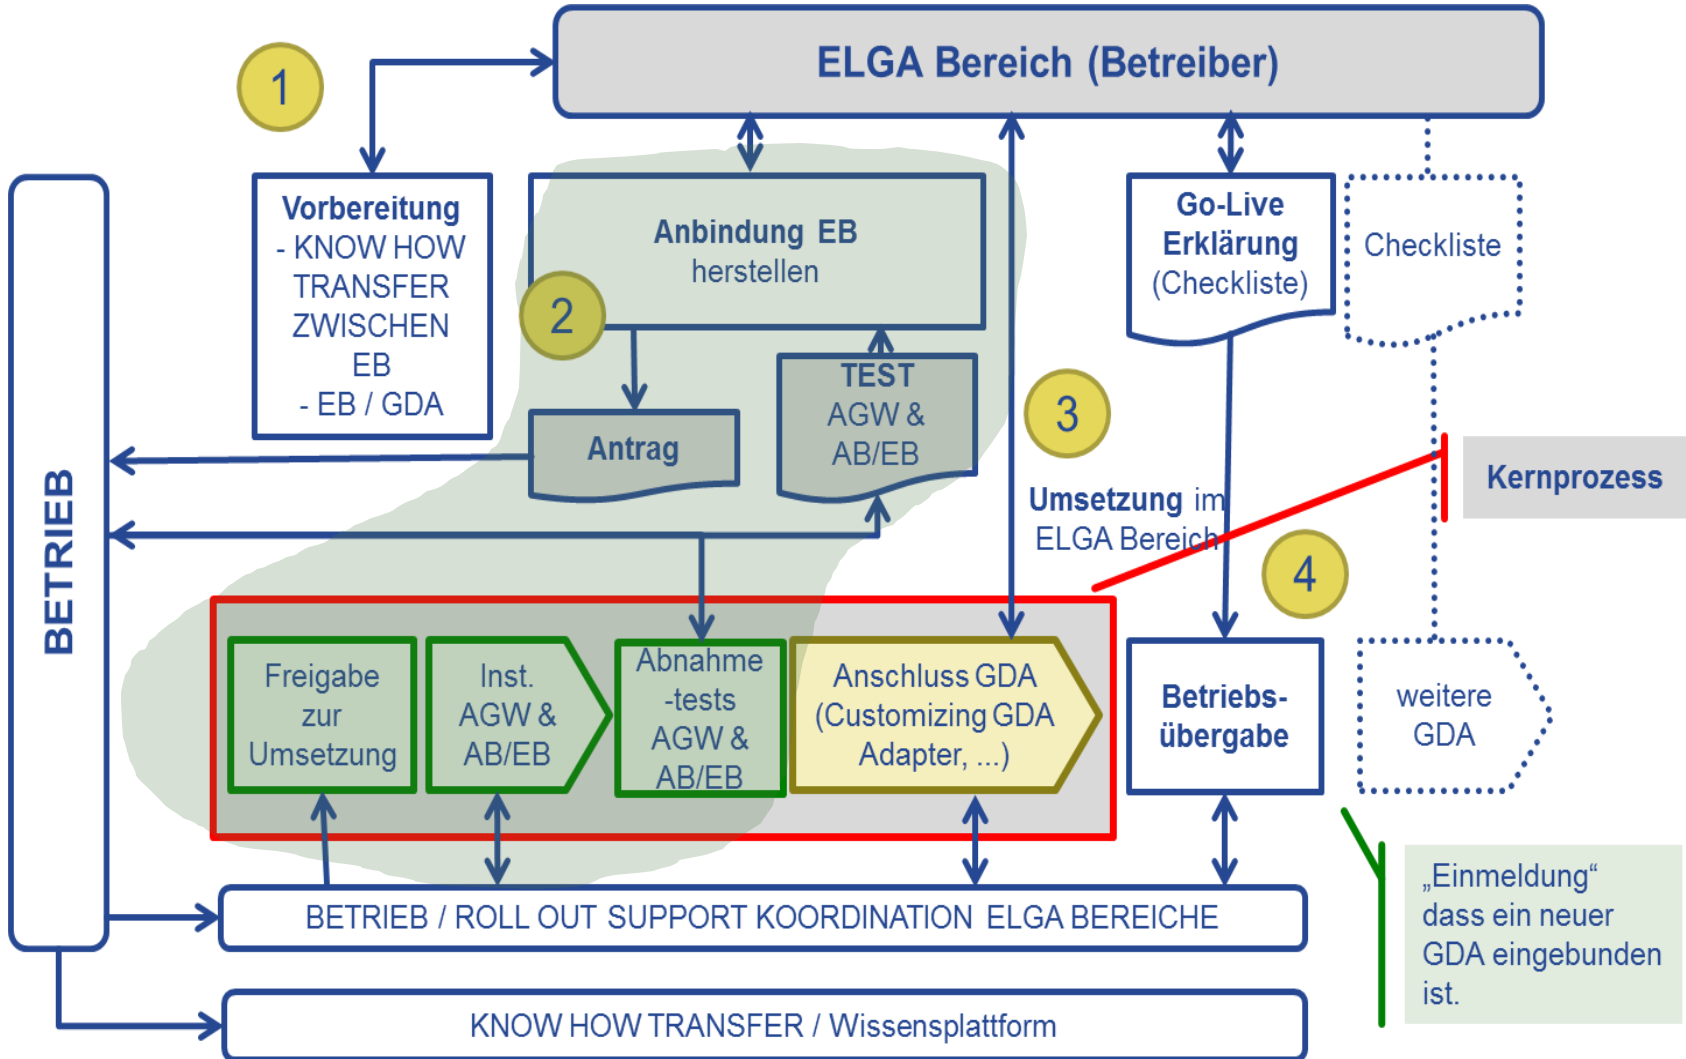 ELGA Bereich (Betreiber)
1
Vorbereitung
- KNOW HOW
TRANSFER
ZWISCHEN
EB
- EB / GDA
Anbindung EB
herstellen
2
Antrag
TEST
AGW &
AB/EB
3
Umsetzung im
ELGA Bereich
Go-Live
Erklärung
(Checkliste)
Checkliste
Kernprozess
4
BETRIEB
Freigabe
zur
Umsetzung
Inst.
AGW &
AB/EB
Abnahme
-tests
AGW &
AB/EB
Anschluss GDA
(Customizing GDA
Adapter, ...)
Betriebs-
übergabe
weitere
GDA
„Einmeldung“
dass ein neuer
GDA eingebunden
ist.
BETRIEB / ROLL OUT SUPPORT KOORDINATION ELGA BEREICHE
KNOW HOW TRANSFER / Wissensplattform